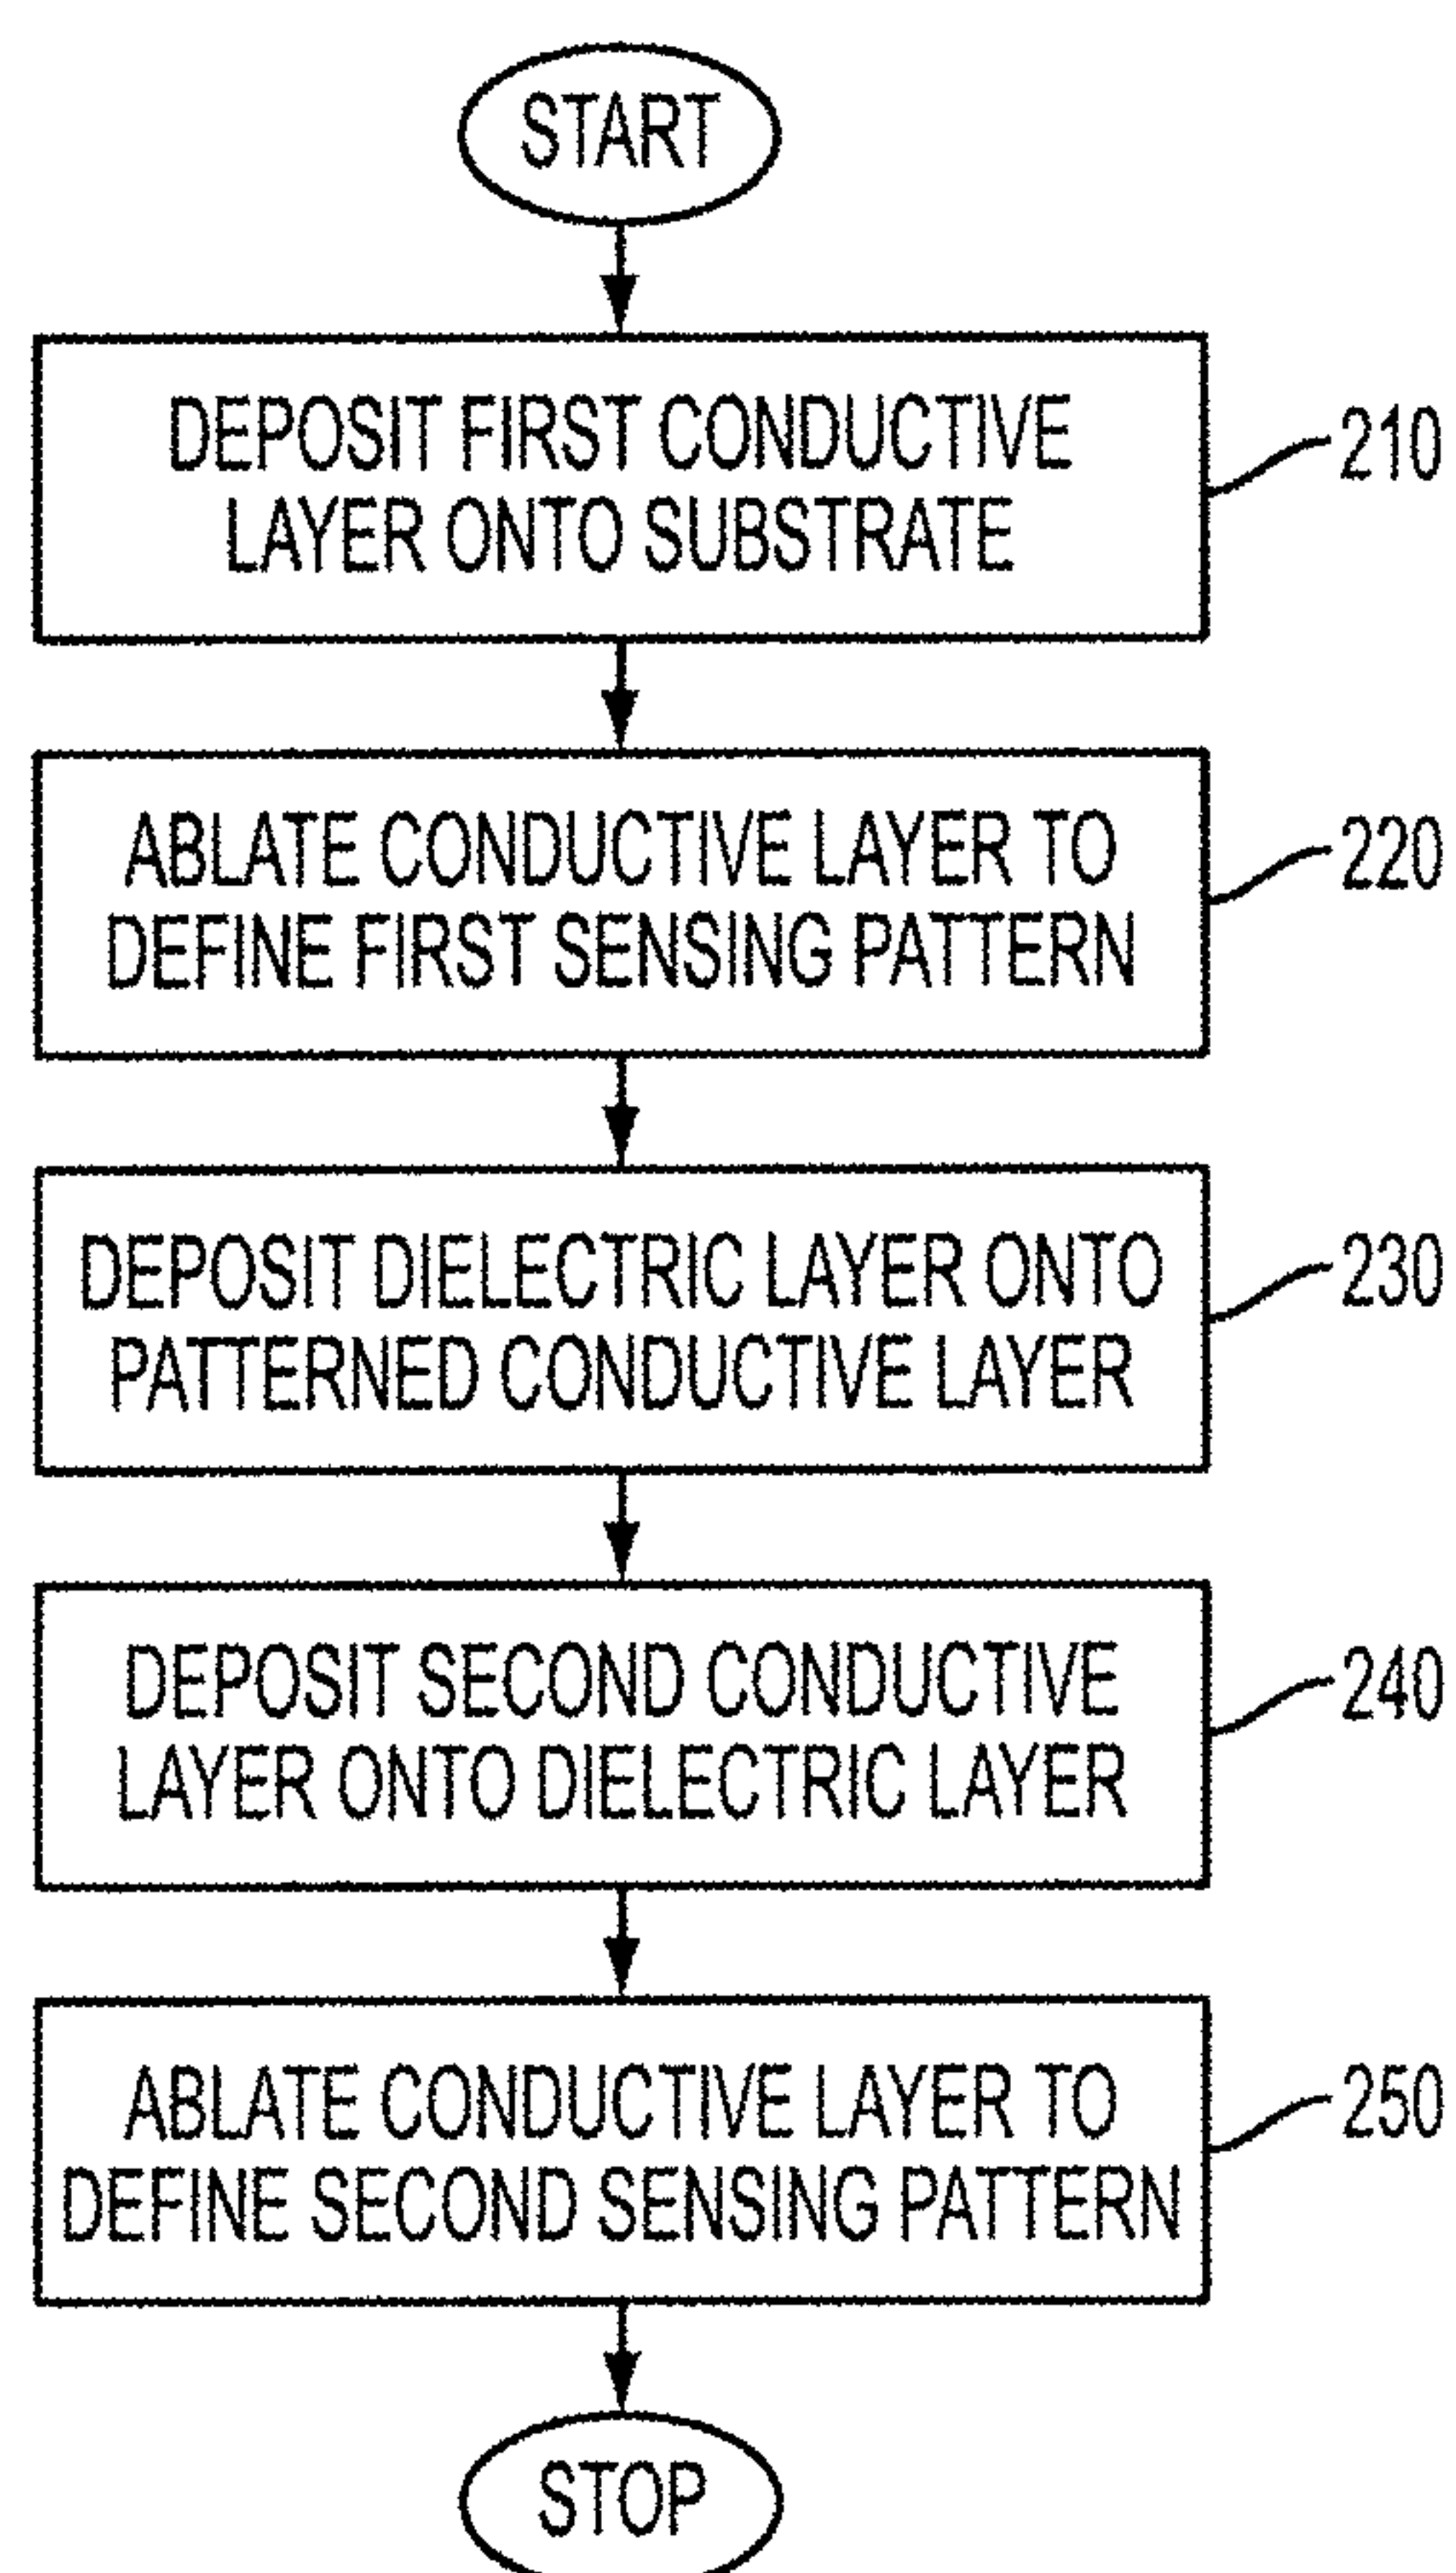 START
DEPOSIT FIRST CONDUCTIVE
LAYER ONTO SUBSTRATE
210
ABLATE CONDUCTIVE LAYER TO
DEFINE FIRST SENSING PATTERN
220
DEPOSIT DIELECTRIC LAYER ONTO
PATTERNED CONDUCTIVE LAYER
230
DEPOSIT SECOND CONDUCTIVE
LAYER ONTO DIELECTRIC LAYER
240
ABLATE CONDUCTIVE LAYER TO
DEFINE SECOND SENSING PATTERN
250
STOP